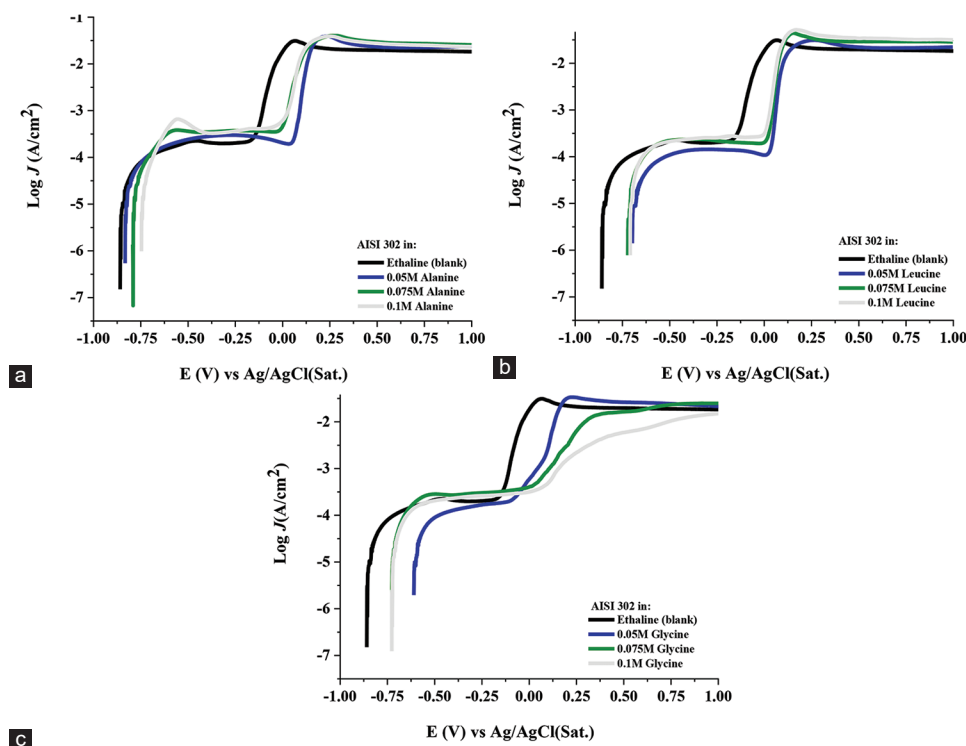 -1
-2
-3
-4
-5
-6
-7
Log J (A/cm²)
AISI 302 in:
Ethaline (blank)
0.05M Alanine
0.075M Alanine
0.1M Alanine
-1.00 -0.75 -0.50 -0.25 0.00 0.25 0.50 0.75 1.00
E (V) vs Ag/AgCl(Sat.)
a
-2
-3
-4
-5
-6
-7
Log J (A/cm²)
AISI 302 in:
Ethaline (blank)
0.05M Leucine
0.075M Leucine
0.1M Leucine
-1.00 -0.75 -0.50 -0.25 0.00 0.25 0.50 0.75 1.00
E (V) vs Ag/AgCl(Sat.)
b
-2
-3
-4
-5
-6
-7
Log J(A/cm²)
AISI 302 in:
Ethaline (blank)
0.05M Glycine
0.075M Glycine
0.1M Glycine
-1.00 -0.75 -0.50 -0.25 0.00 0.25 0.50 0.75 1.00
E (V) vs Ag/AgCl(Sat.)
c